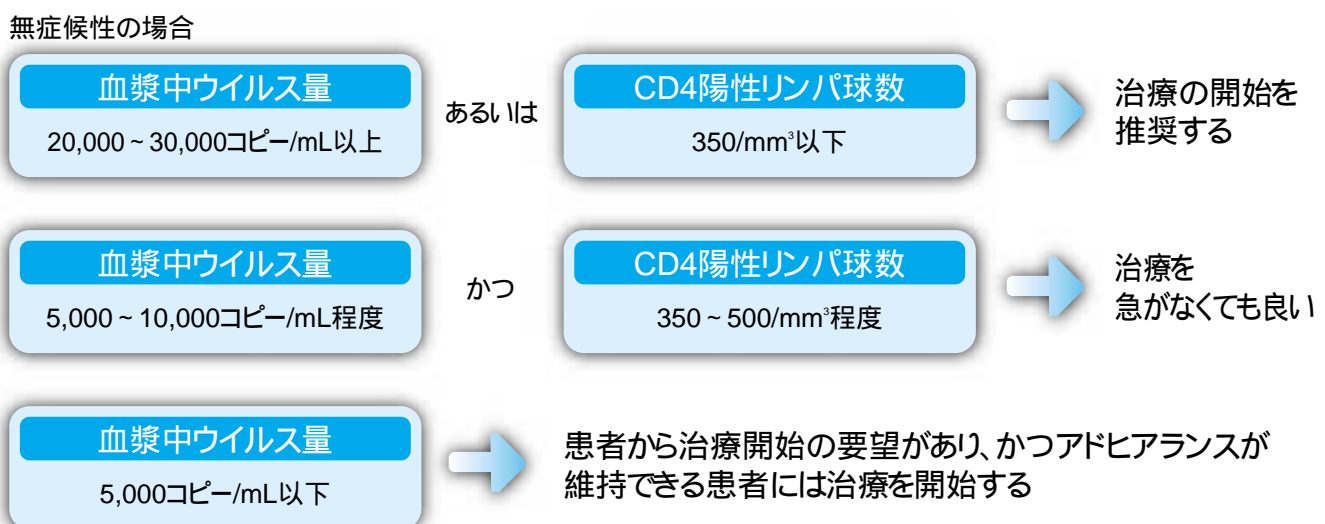 無症候性の場合
血漿中ウイルス量
20,000~30,000コピー/mL以上
あるいは
CD4陽性リンパ球数
350/mm³以下
治療の開始を
推奨する
血漿中ウイルス量
5,000~10,000コピー/mL程度
かつ
CD4陽性リンパ球数
350~500/mm³程度
治療を
急がなくても良い
血漿中ウイルス量
5,000コピー/mL以下
患者から治療開始の要望があり、かつアドヒアランスが
維持できる患者には治療を開始する